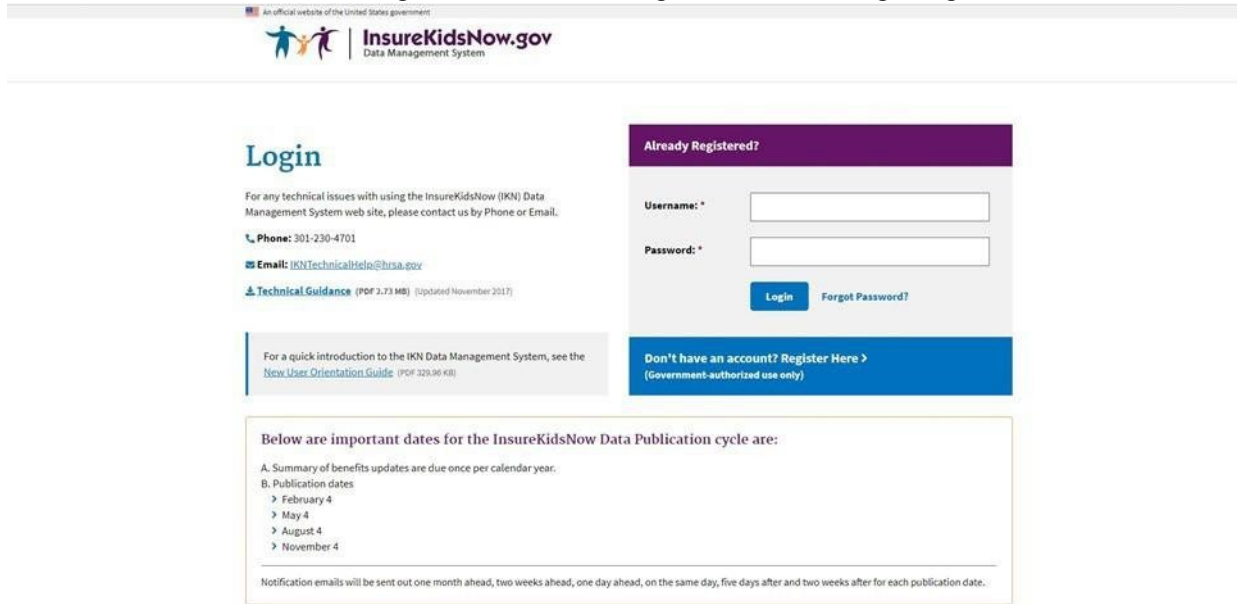 An official website of the United States government
InsureKidsNow.gov
Data Management System
Login
For any technical issues with using the InsureKidsNow (IKN) Data
Management System web site, please contact us by Phone or Email.
Phone: 301-230-4701
Email: IKNTechnicalHelp@hrsa.gov
Technical Guidance (PDF 2.73 MB) (Updated November 2017)
For a quick introduction to the IKN Data Management System, see the
New User Orientation Guide (PDF 329.96 KB)
Already Registered?
Username: *
Password: *
Login Forgot Password?
Don't have an account? Register Here >
(Government-authorized use only)
Below are important dates for the InsureKidsNow Data Publication cycle are:
A. Summary of benefits updates are due once per calendar year.
B. Publication dates
> February 4
> May 4
> August 4
> November 4
Notification emails will be sent out one month ahead, two weeks ahead, one day ahead, on the same day, five days after and two weeks after for each publication date.